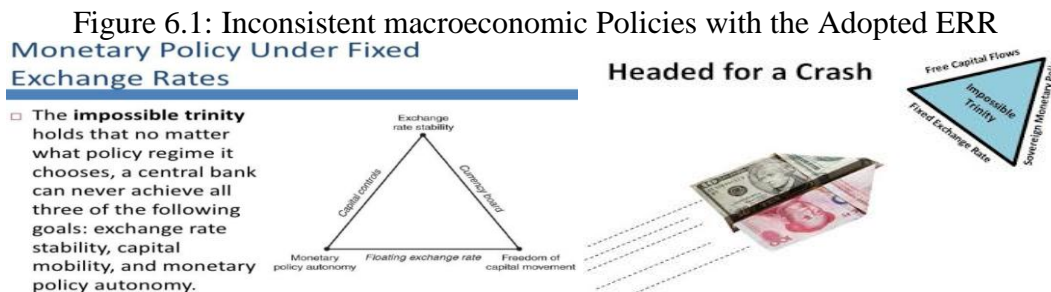 Figure 6.1: Inconsistent macroeconomic Policies with the Adopted ERR
Monetary Policy Under Fixed
Exchange Rates
The impossible trinity
holds that no matter
what policy regime it
chooses, a central bank
can never achieve all
three of the following
goals: exchange rate
stability, capital
mobility, and monetary
policy autonomy.
Exchange
rate stability
Capital controls
Currency board
Monetary
policy autonomy
Floating exchange rate
Freedom of
capital movement
Headed for a Crash
Free Capital Flows
Impossible
Trinity
Fixed Exchange Rate
Sovereign Monetary